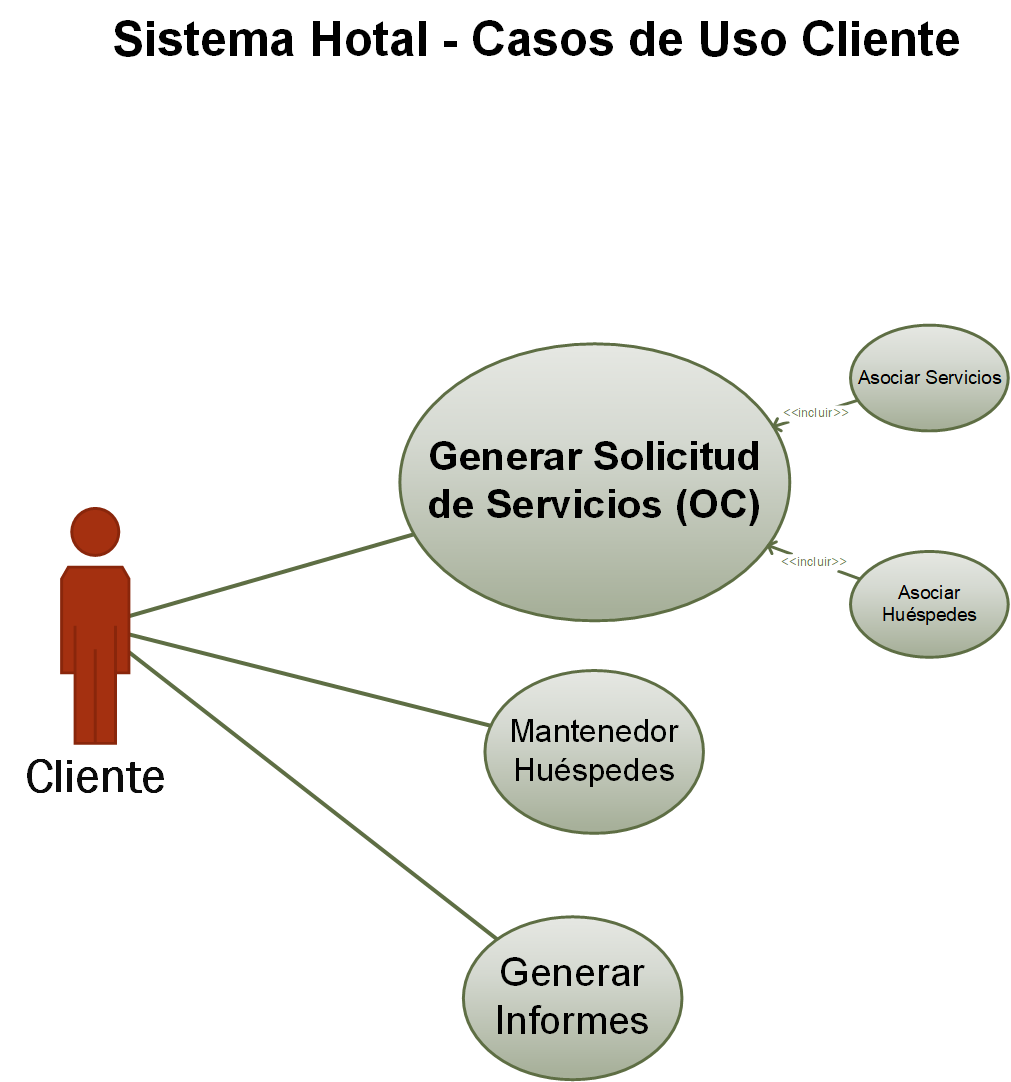 Sistema Hotal - Casos de Uso Cliente
Asociar Servicios
<<incluir>>
Generar Solicitud
de Servicios (OC)
<<incluir>>
Asociar
Huéspedes
Mantenedor
Huéspedes
Cliente
Generar
Informes